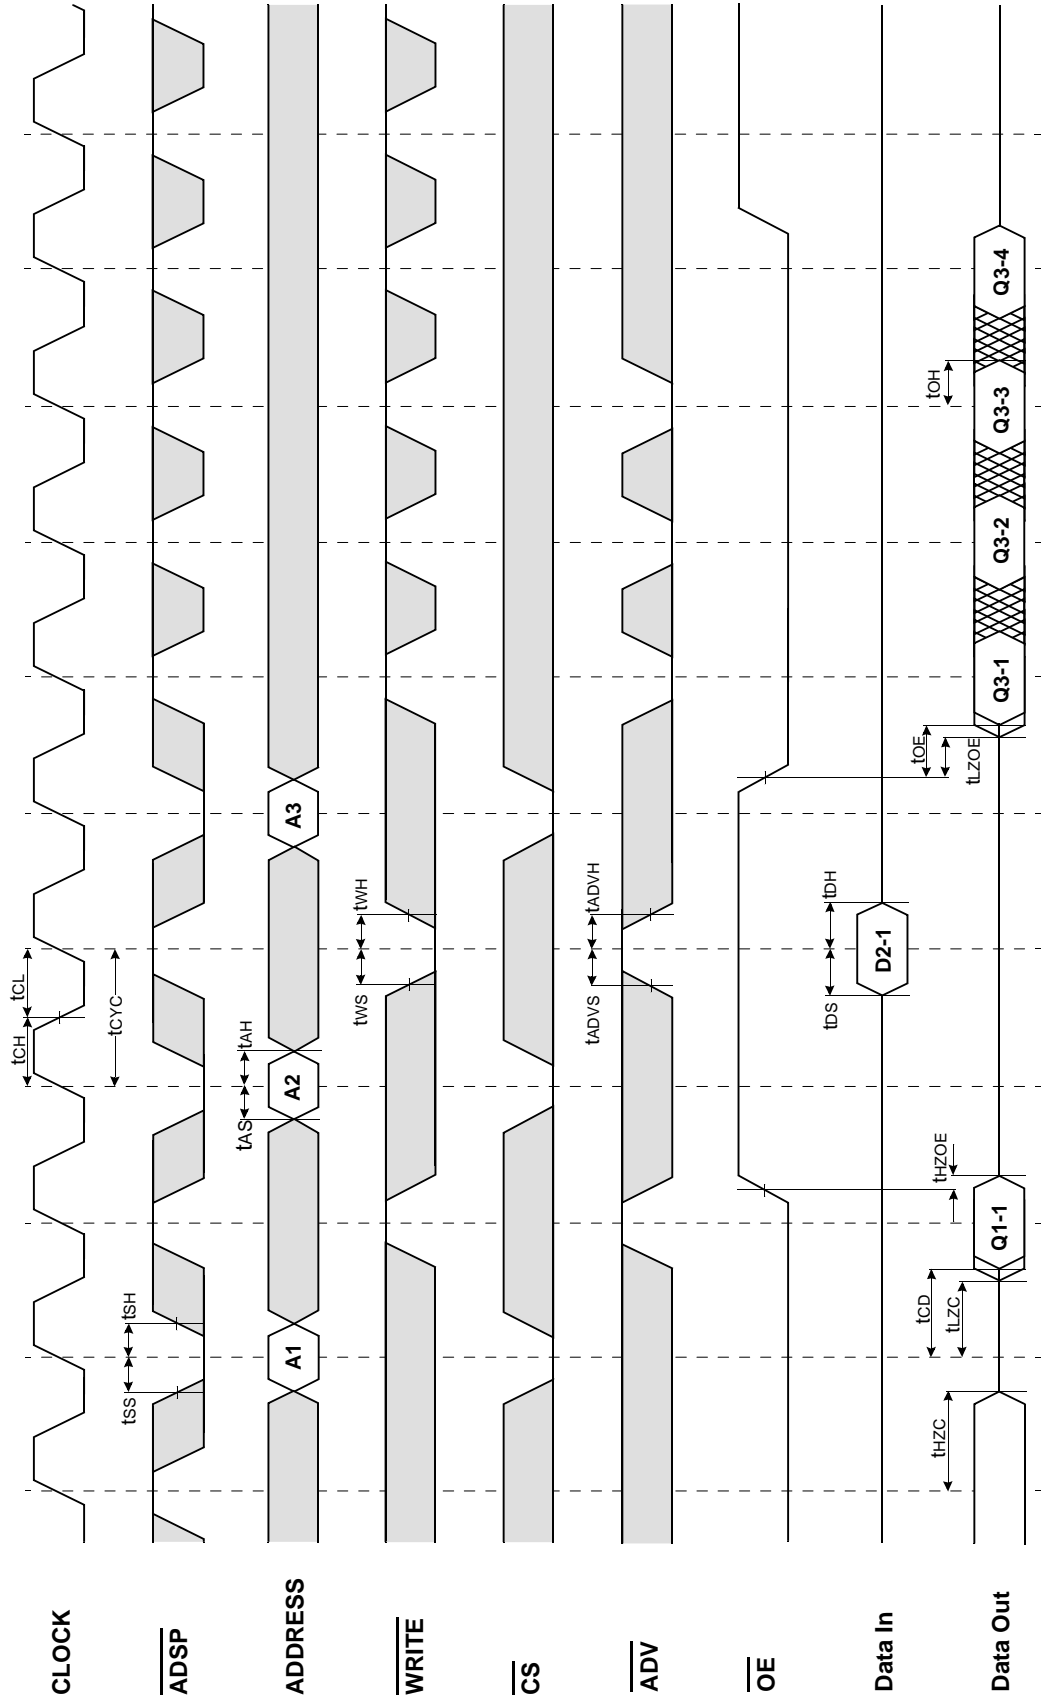 CLOCK
tCH
tCL
tCYC
ADSP
tSS
tSH
ADDRESS
A1
tAS
A2
tAH
A3
WRITE
tWS
tWH
CS
ADV
tADVS
tADVH
OE
Data In
tDS
D2-1
tDH
Data Out
tHZC
tCD
tLZC
Q1-1
tHZOE
tOE
tLZOE
Q3-1
Q3-2
Q3-3
tOH
Q3-4